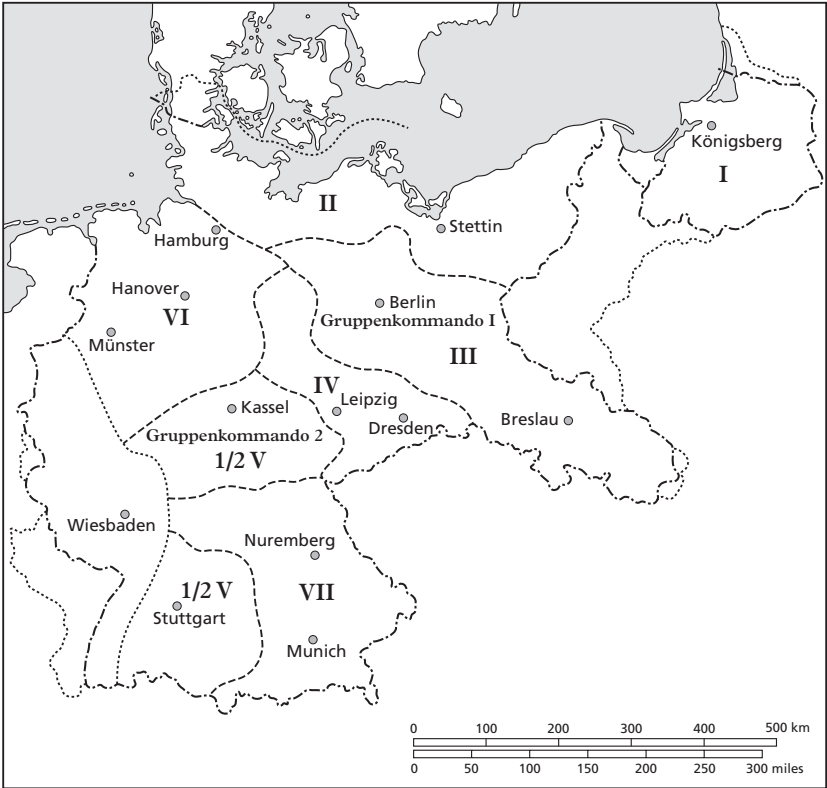 Königsberg
I
II
Stettin
Hamburg
Hanover
VI
Münster
Berlin
Gruppenkommando I
III
IV
Leipzig
Kassel
Dresden
Breslau
Gruppenkommando 2
1/2 V
Wiesbaden
Nuremberg
1/2 V
VII
Stuttgart
Munich
0 100 200 300 400 500 km
0 50 100 150 200 250 300 miles